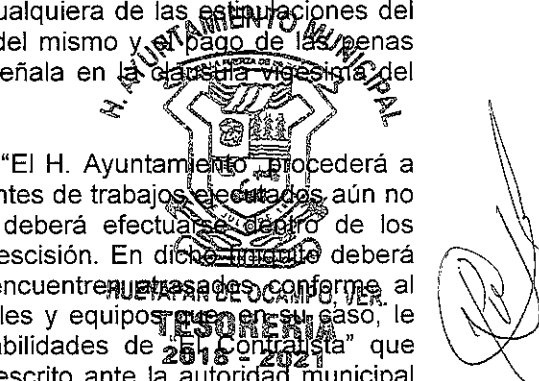 ualquiera de las estipulaciones del
del mismo y el pago de las penas
eñala en la cláusula vigésima del
H. AYUNTAMIENTO MUNICIPAL
"El H. Ayuntamiento procederá a
ntes de trabajos ejecutados aún no
deberá efectuarse dentro de los
escisión. En dicho finiquito deberá
encuentren atrasados conforme al
HUEYAPAN DE OCAMPO, VER.
les y equipos que en su caso, le
TESORERÍA
abilidades de "El Contratista" que
2018 - 2021
escrito ante la autoridad municipal